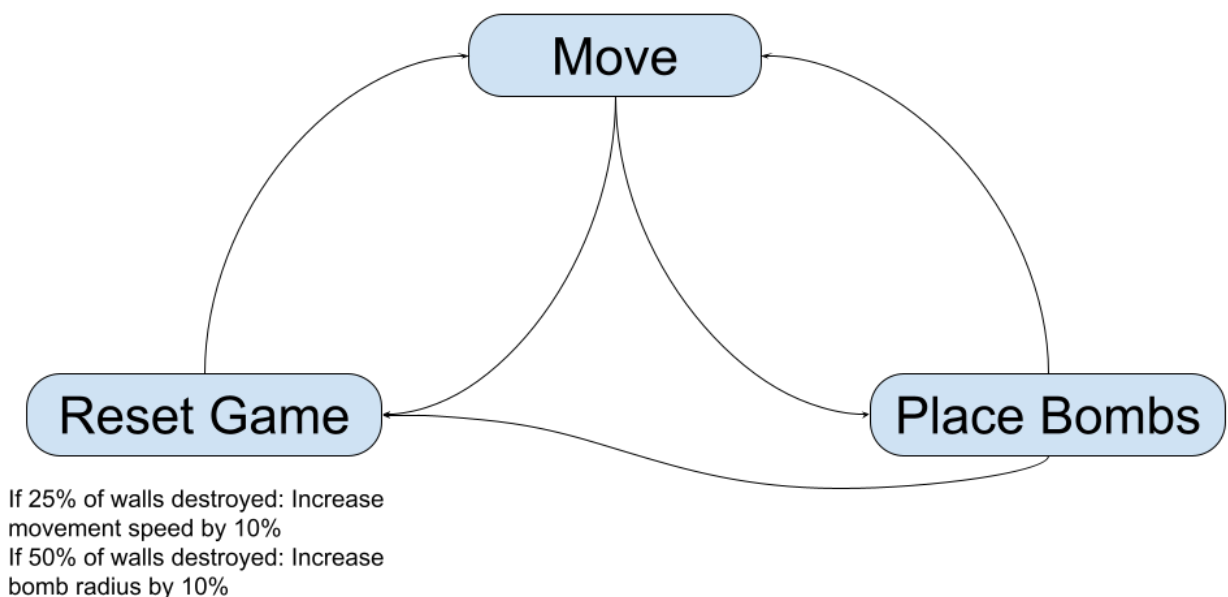 Move
Reset Game
Place Bombs
If 25% of walls destroyed: Increase
movement speed by 10%
If 50% of walls destroyed: Increase
bomb radius by 10%